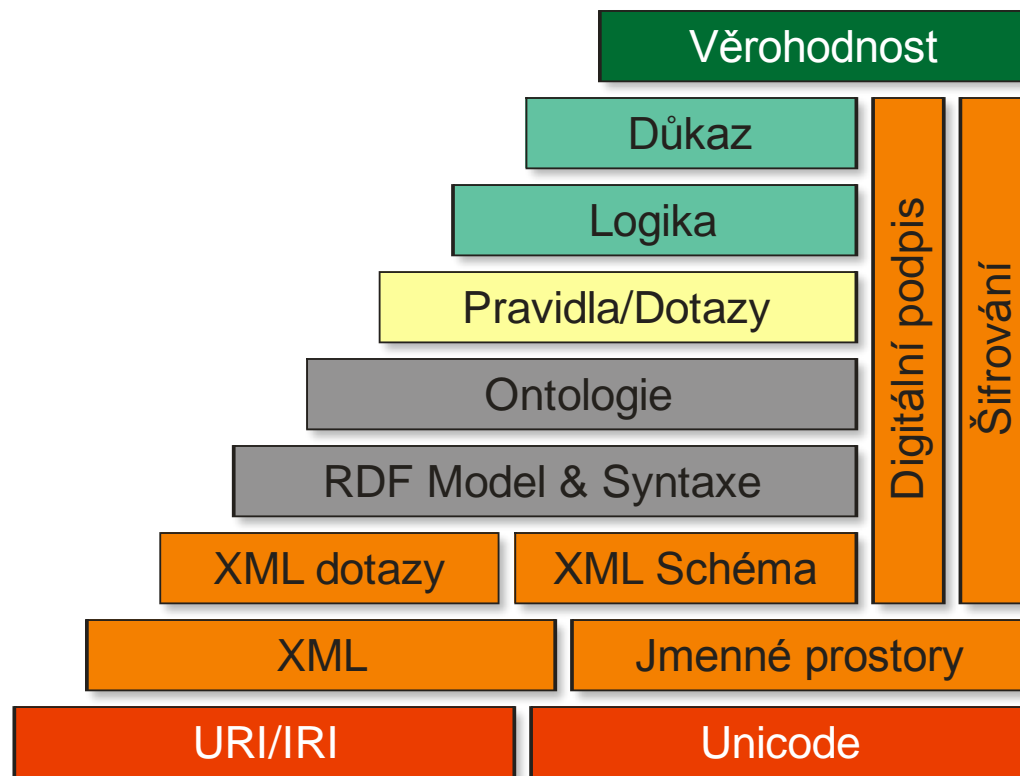 Věrohodnost
Důkaz
Logika
Pravidla/Dotazy
Ontologie
RDF Model & Syntaxe
XML dotazy
XML Schéma
Digitální podpis
Šifrování
XML
Jmenné prostory
URI/IRI
Unicode